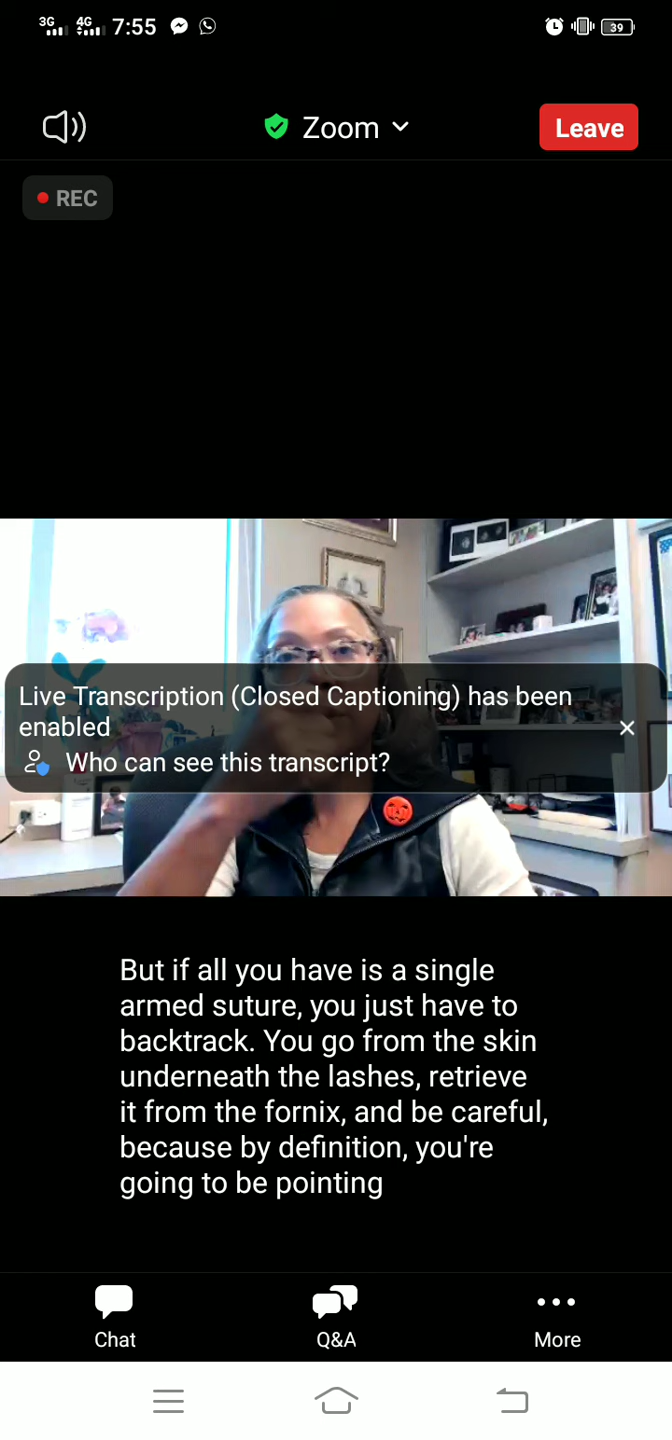 3G 4G 7:55 39
Zoom Leave
REC
Live Transcription (Closed Captioning) has been
enabled
Who can see this transcript?
But if all you have is a single
armed suture, you just have to
backtrack. You go from the skin
underneath the lashes, retrieve
it from the fornix, and be careful,
because by definition, you're
going to be pointing
Chat Q&A More